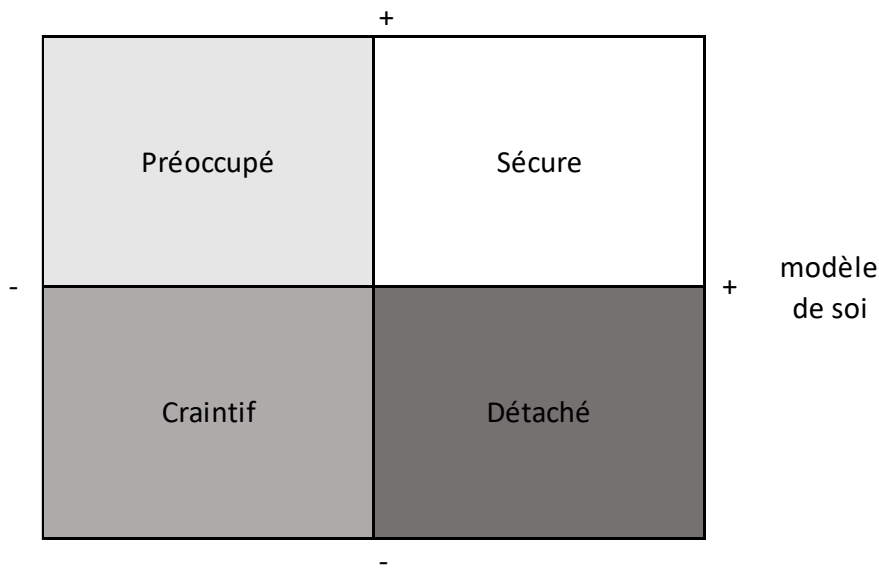 +
Préoccupé
Sécure
-
+
modèle
de soi
Craintif
Détaché
-